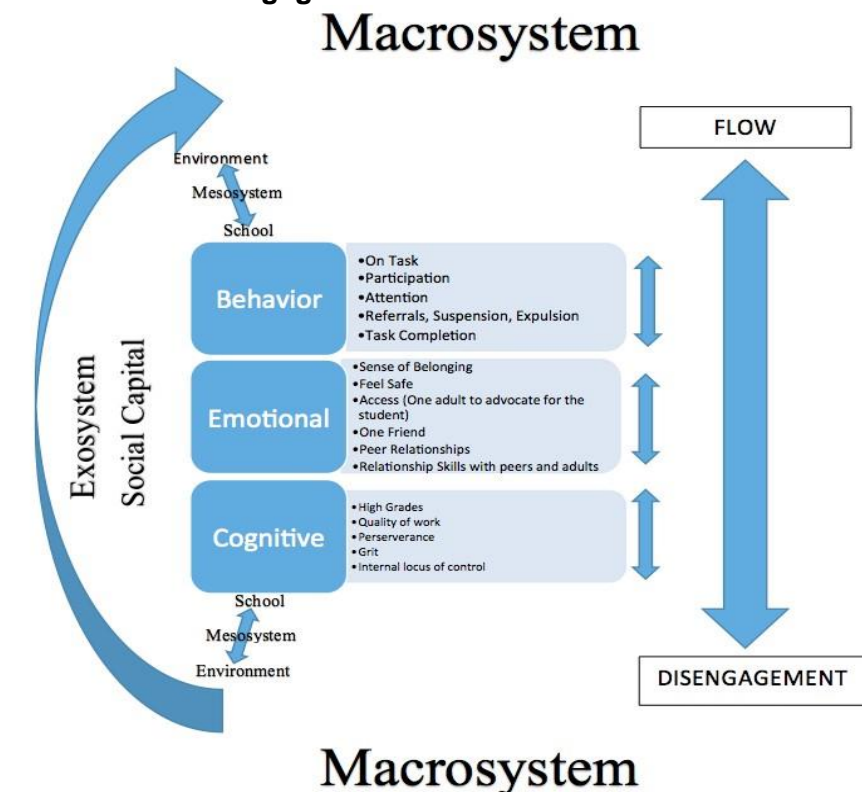 Macrosystem
FLOW
Environment
Mesosystem
School
Behavior
•On Task
•Participation
•Attention
•Referrals, Suspension, Expulsion
•Task Completion
Exosystem
Social Capital
Emotional
•Sense of Belonging
•Feel Safe
•Access (One adult to advocate for the
student)
•One Friend
•Peer Relationships
•Relationship Skills with peers and adults
Cognitive
•High Grades
•Quality of work
•Perserverance
•Grit
•Internal locus of control
School
Mesosystem
Environment
DISENGAGEMENT
Macrosystem